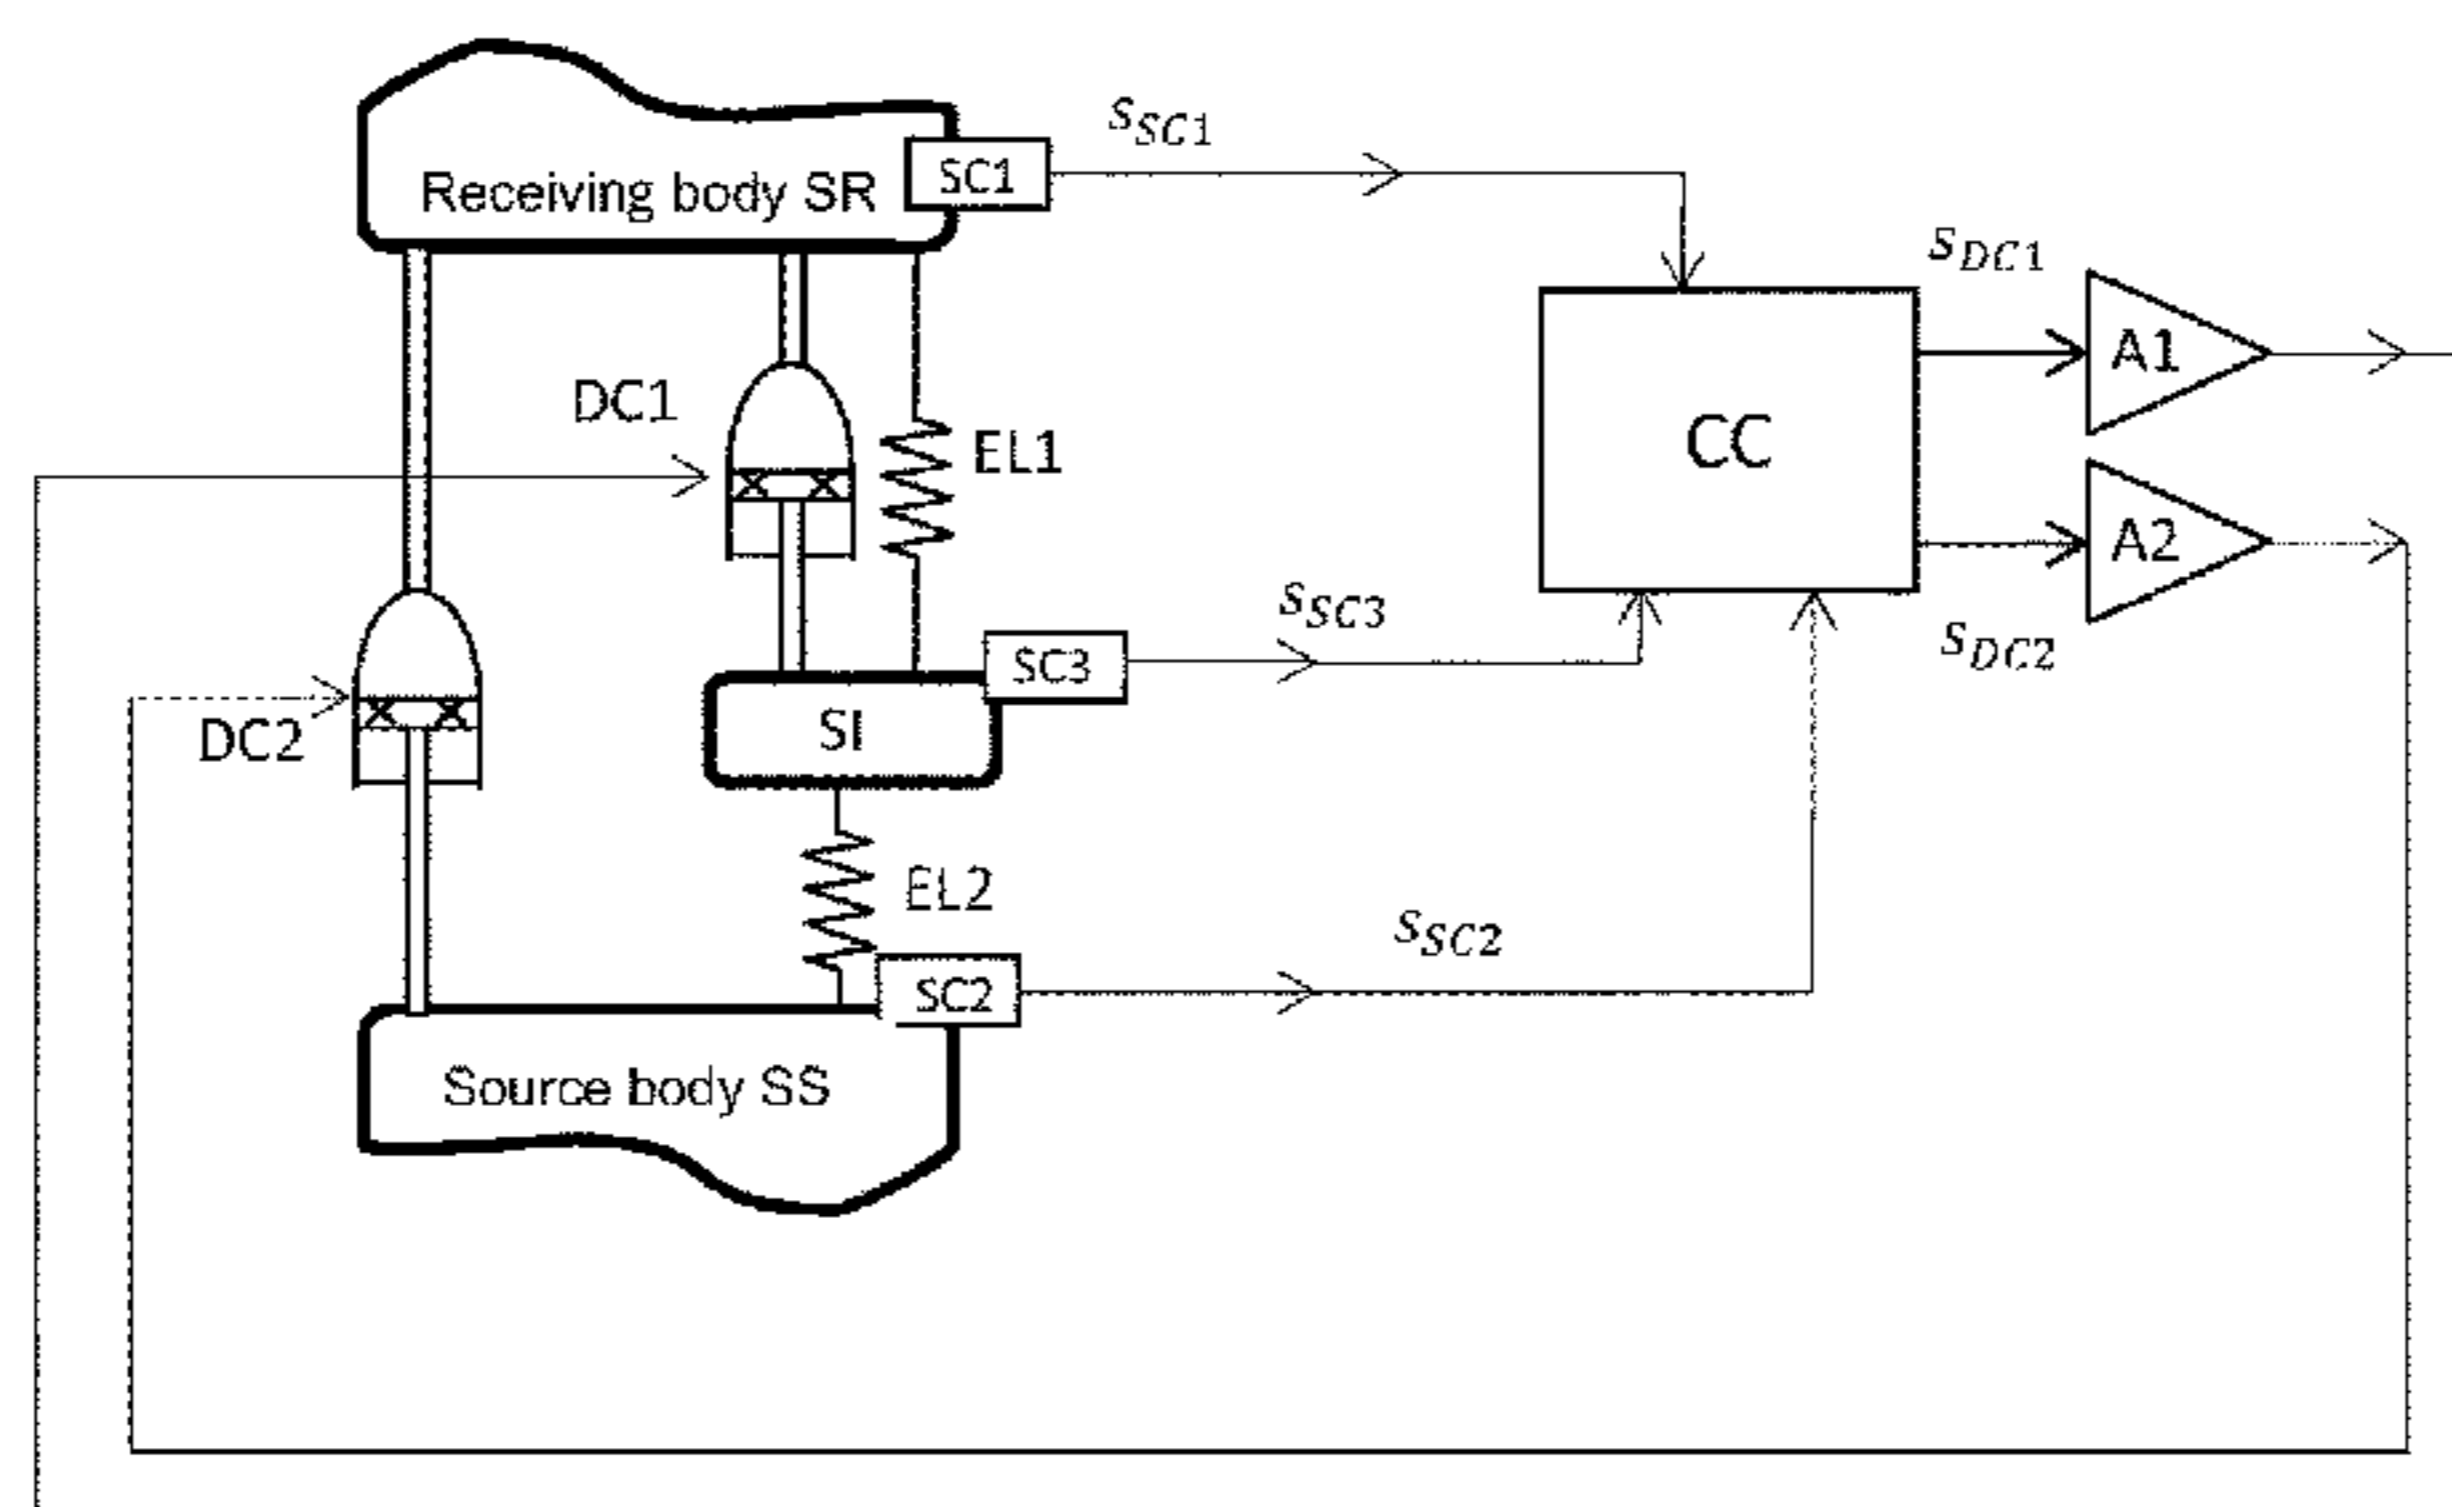 s_SC1
Receiving body SR
SC1
s_DC1
A1
DC1
EL1
CC
A2
s_SC3
s_DC2
SC3
SI
DC2
EL2
s_SC2
SC2
Source body SS